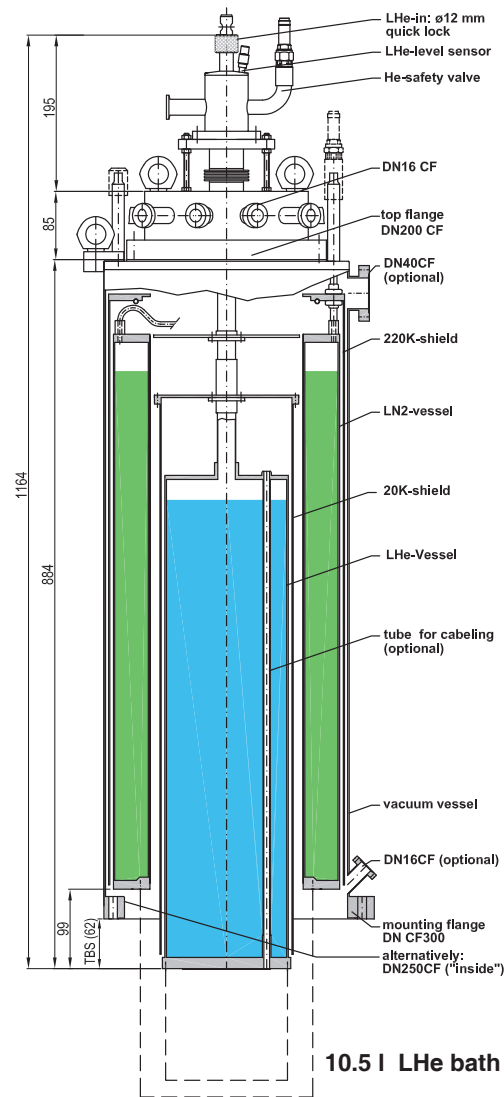 LHe-in: ø12 mm
quick lock
LHe-level sensor
He-safety valve
195
DN16 CF
85
top flange
DN200 CF
DN40CF
(optional)
220K-shield
LN2-vessel
1164
884
20K-shield
LHe-Vessel
tube for cabeling
(optional)
vacuum vessel
DN16CF (optional)
99
TBS (62)
mounting flange
DN CF300
alternatively:
DN250CF ("inside")
10.5 l LHe bath